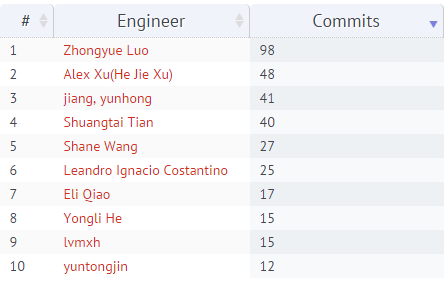 # Engineer Commits
1 Zhongyue Luo 98
2 Alex Xu(He Jie Xu) 48
3 jiang, yunhong 41
4 Shuangtai Tian 40
5 Shane Wang 27
6 Leandro Ignacio Costantino 25
7 Eli Qiao 17
8 Yongli He 15
9 lvmxh 15
10 yuntongjin 12